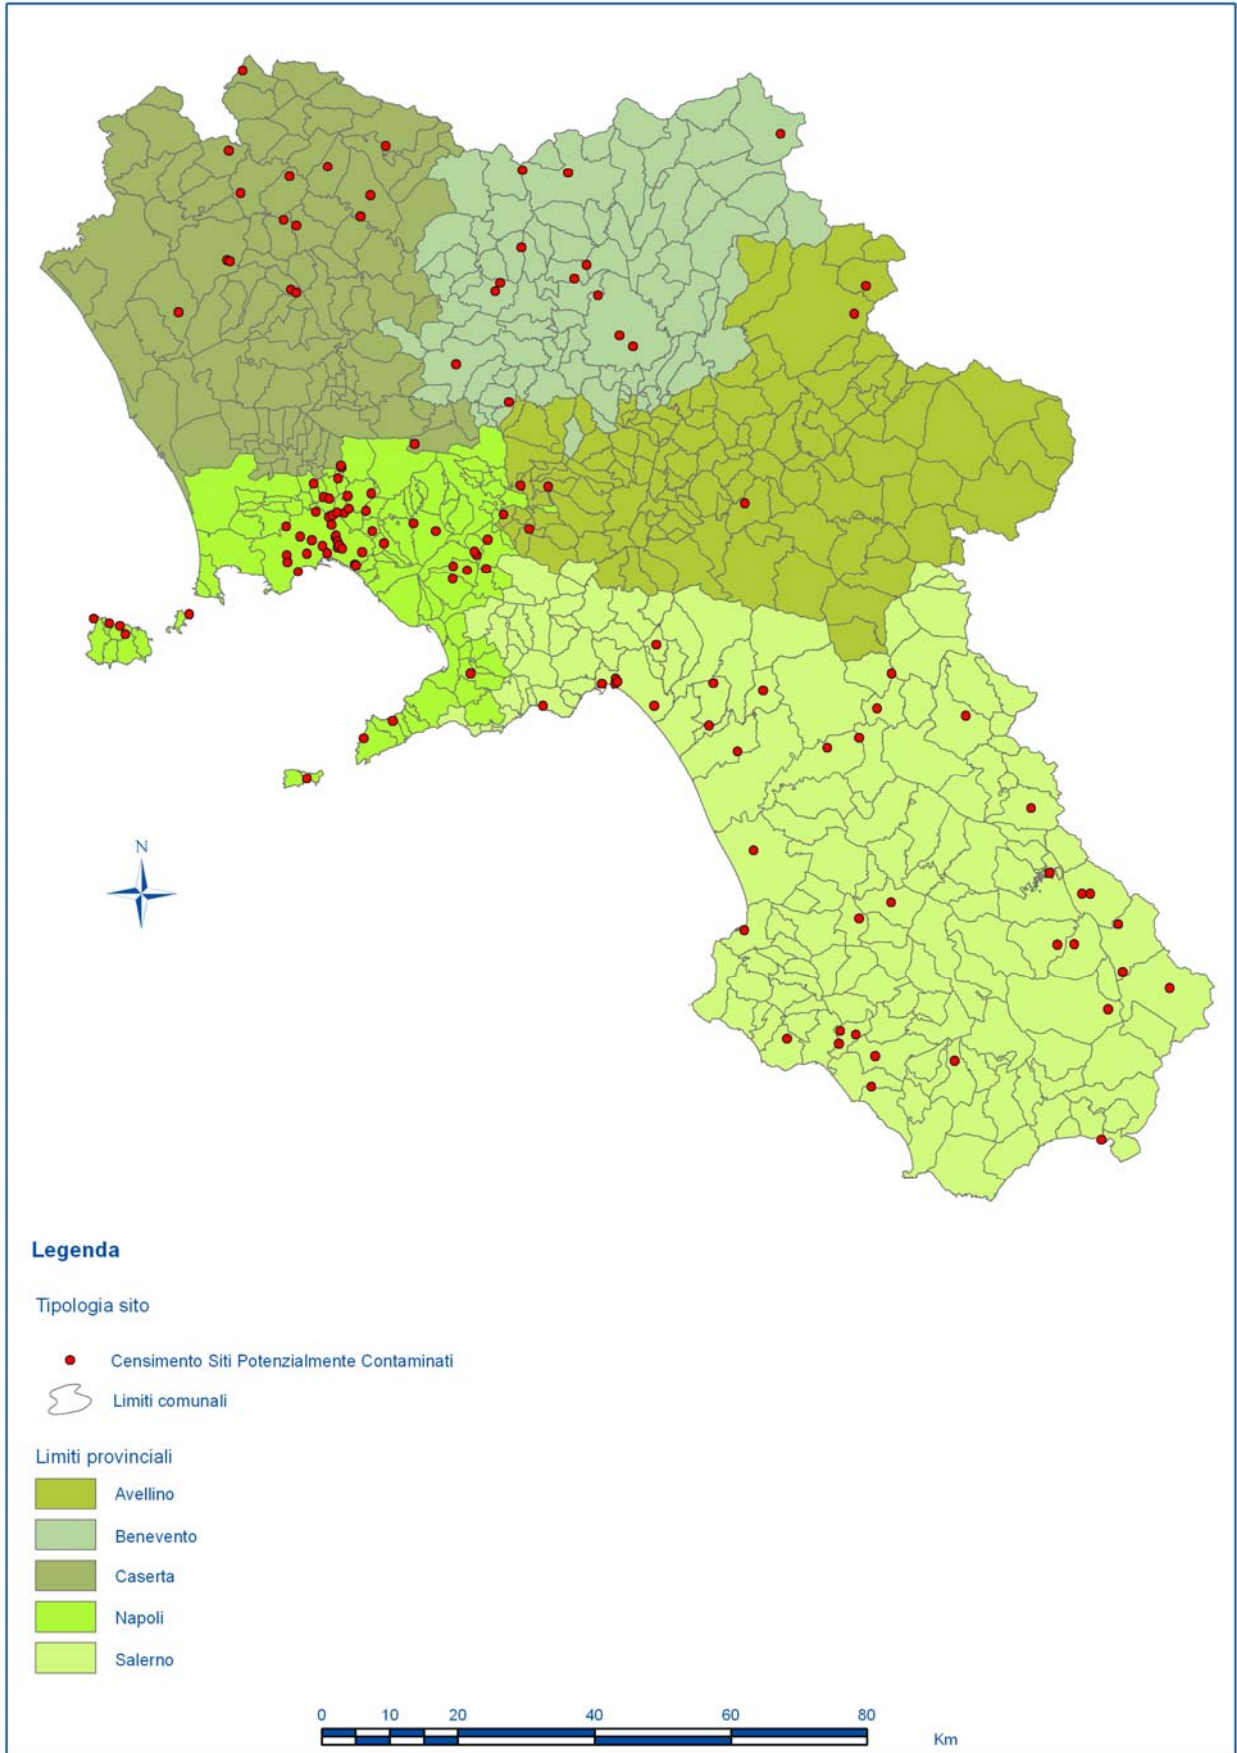 N
Legenda
Tipologia sito
Censimento Siti Potenzialmente Contaminati
Limiti comunali
Limiti provinciali
Avellino
Benevento
Caserta
Napoli
Salerno
0 10 20 40 60 80
Km